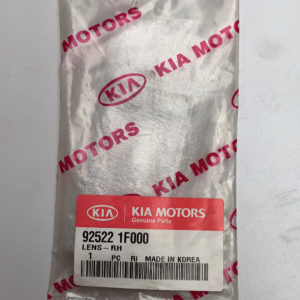 KIA MOTORS
KIA MOTORS
KIA
KIA MOTORS
KIA KIA MOTORS
Genuine Parts
92522 1F000
LENS-RH
1 PC RI MADE IN KOREA